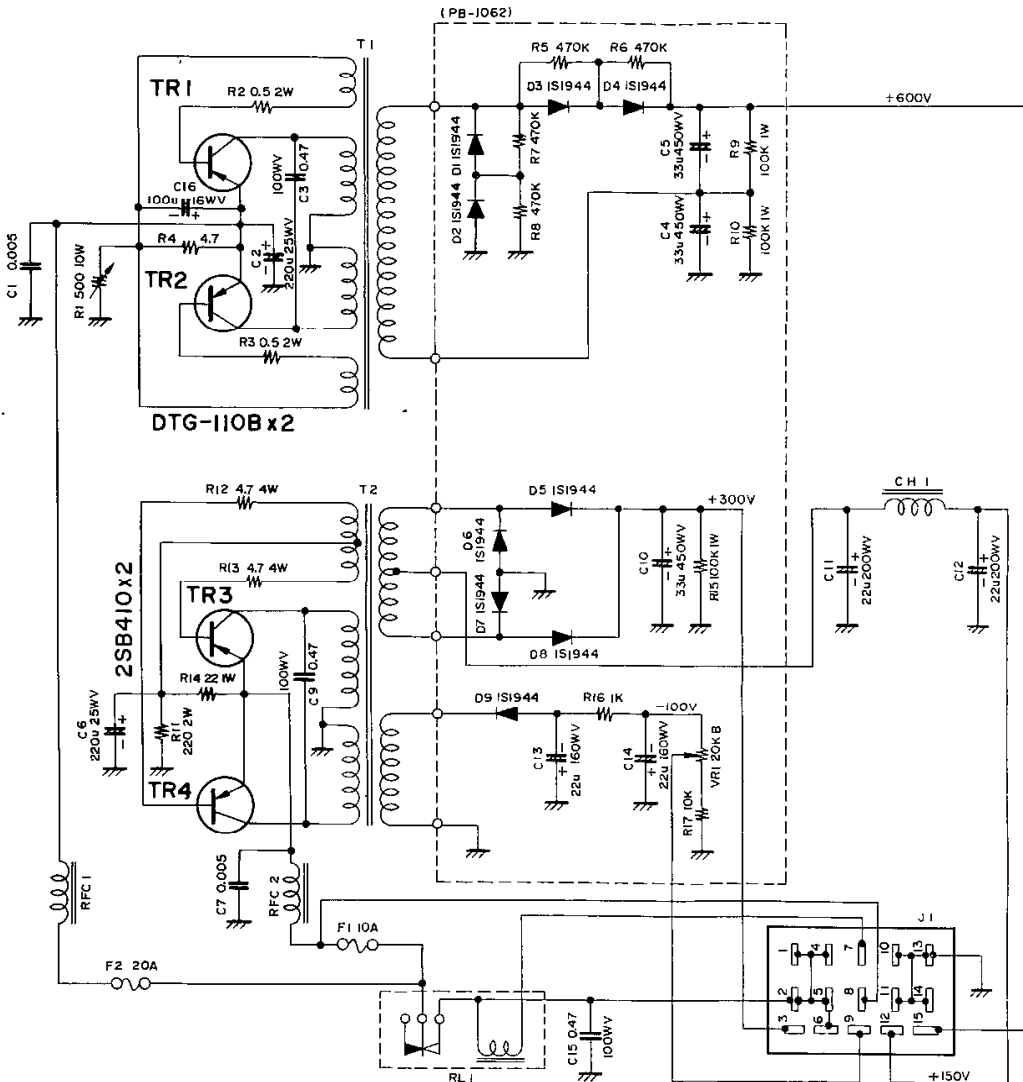 (PB-1062)
T1
R5 470K
R6 470K
TR1
R2 0.5 2W
D3 1S1944
D4 1S1944
+600V
D1 1S1944
R7 470K
C5
33u 450WV
R9
100K 1W
100WV
C3 0.47
C16
100u 16WV
D2 1S1944
R8 470K
C4
33u 450WV
R10
100K 1W
C1 0.005
R1 500 10W
R4 4.7
C2
220u 25WV
TR2
R3 0.5 2W
DTG-110B x 2
R12 4.7 4W
T2
D5 1S1944
+300V
CH 1
D6
1S1944
R13 4.7 4W
2SB410 x 2
TR3
D7 1S1944
C10
33u 450WV
R15 100K 1W
C11
22u 200WV
C12
22u 200WV
100WV
C9 0.47
D8 1S1944
R14 22 1W
C6
220u 25WV
R11
220 2W
D9 1S1944
R16 1K
-100V
TR4
C13
22u 160WV
C14
22u 160WV
VR1 20K B
R17 10K
RFC 1
C7 0.005
RFC 2
J1
F1 10A
1
4
7
10
13
F2 20A
2
5
8
11
14
3
6
9
12
15
C15 0.47
100WV
RL1
+150V